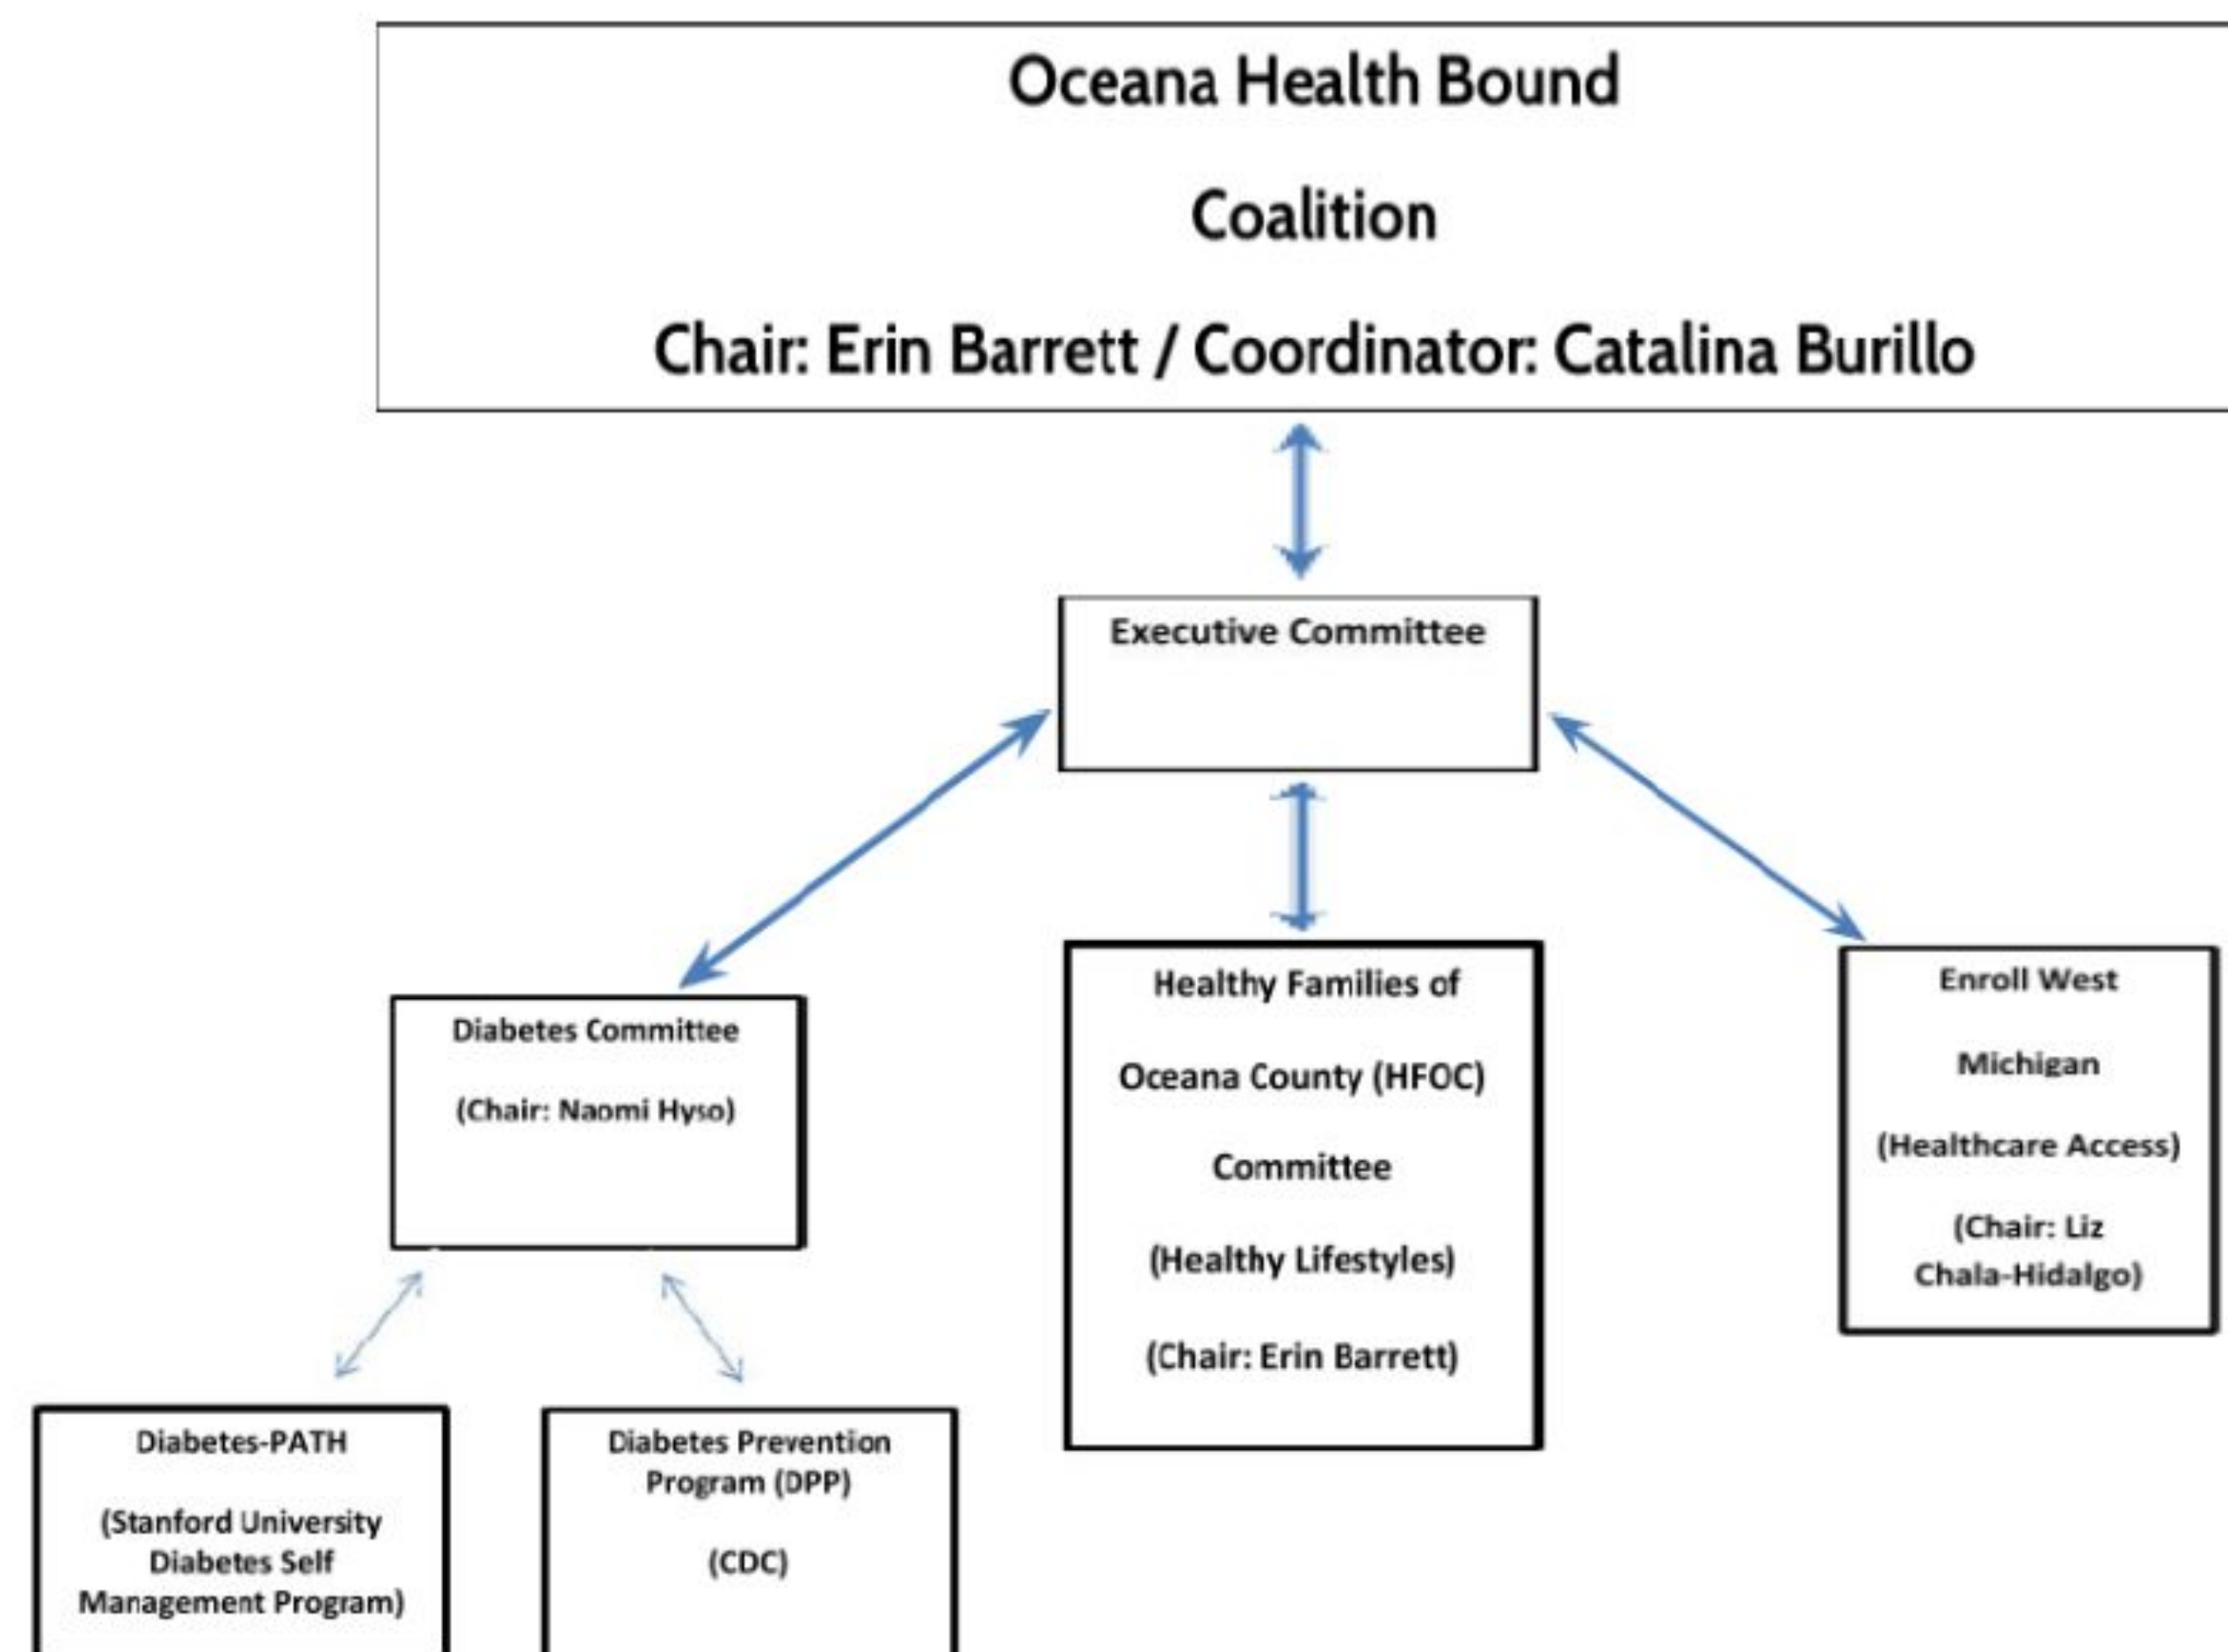 Oceana Health Bound
Coalition
Chair: Erin Barrett / Coordinator: Catalina Burillo
Executive Committee
Diabetes Committee
(Chair: Naomi Hyso)
Healthy Families of
Oceana County (HFOC)
Committee
(Healthy Lifestyles)
(Chair: Erin Barrett)
Enroll West
Michigan
(Healthcare Access)
(Chair: Liz
Chala-Hidalgo)
Diabetes-PATH
(Stanford University
Diabetes Self
Management Program)
Diabetes Prevention
Program (DPP)
(CDC)